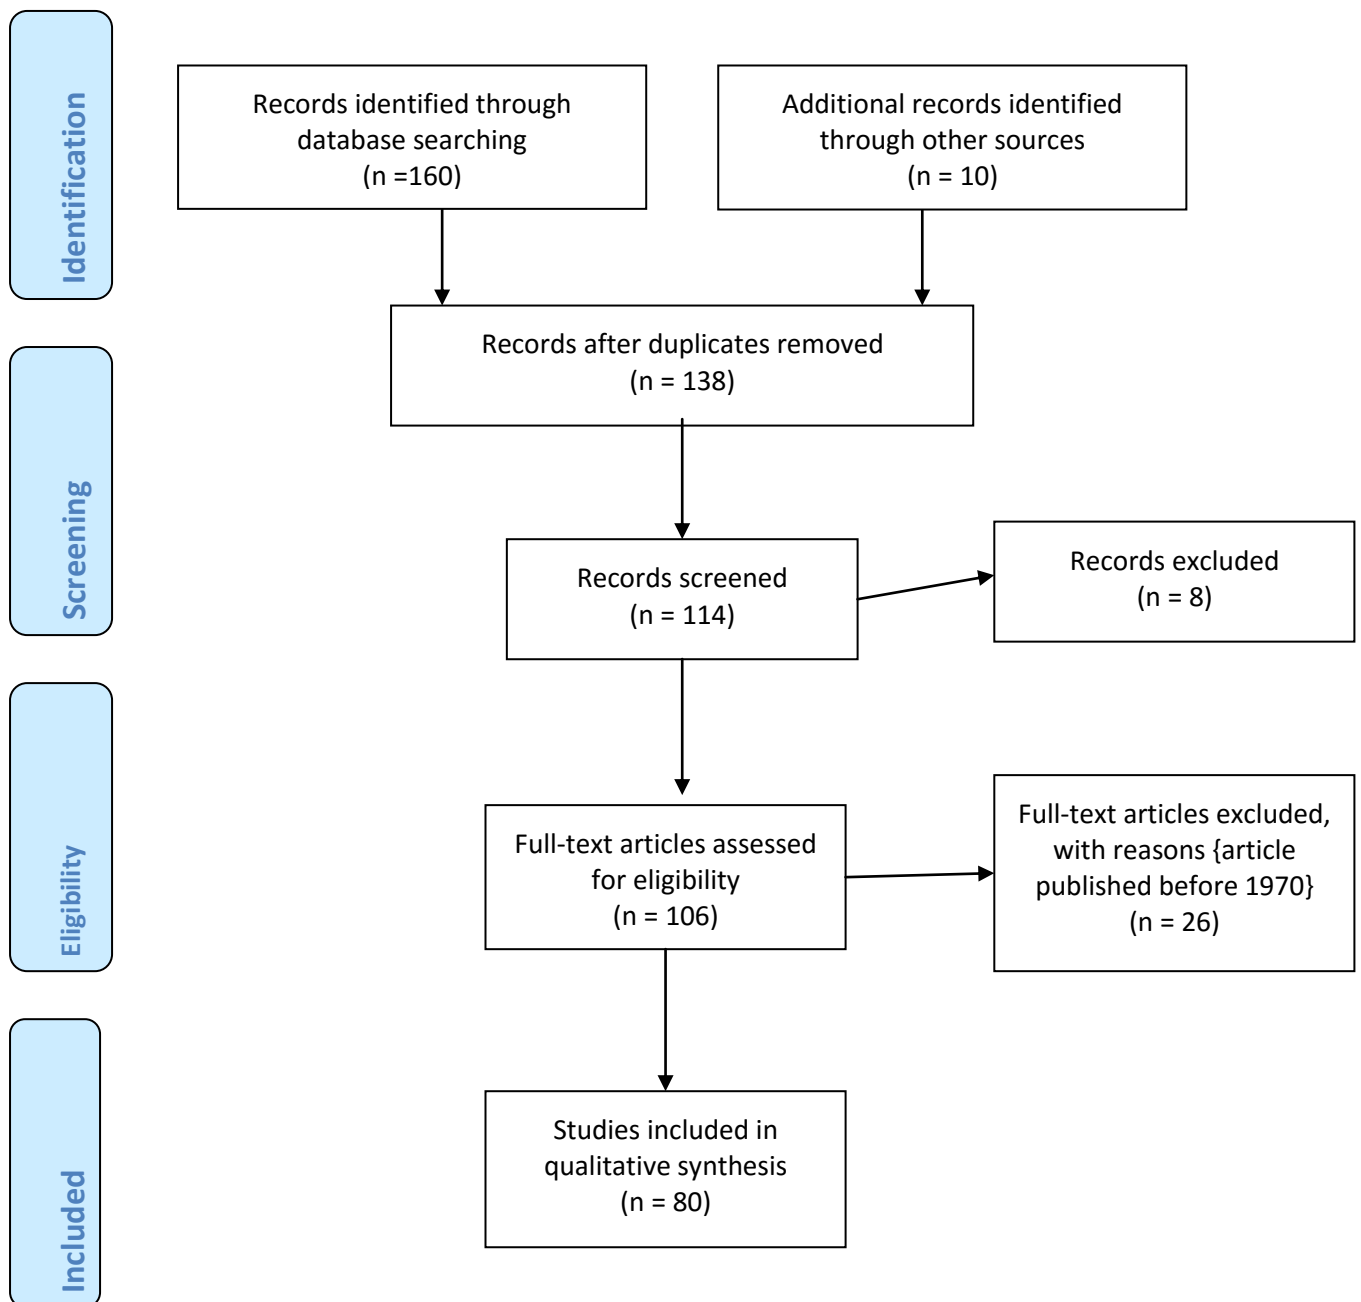 Identification
Records identified through
database searching
(n =160)
Additional records identified
through other sources
(n = 10)
Records after duplicates removed
(n = 138)
Screening
Records screened
(n = 114)
Records excluded
(n = 8)
Eligibility
Full-text articles assessed
for eligibility
(n = 106)
Full-text articles excluded,
with reasons {article
published before 1970}
(n = 26)
Included
Studies included in
qualitative synthesis
(n = 80)